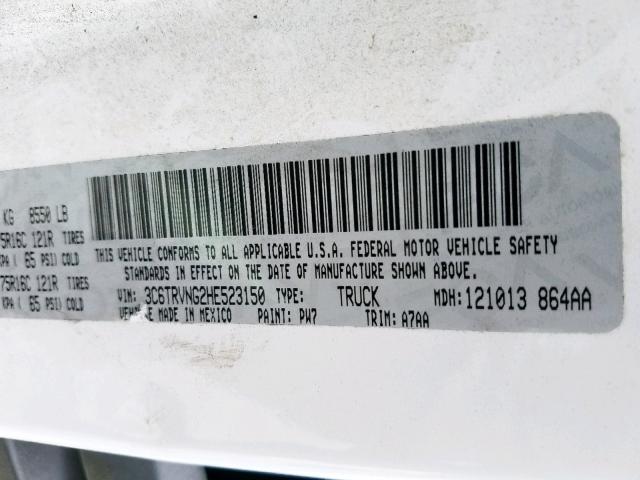 KG 8550 LB
5R16C 121R TIRES
KPA ( 65 PSI) COLD
75R16C 121R TIRES
KPA ( 65 PSI) COLD
THIS VEHICLE CONFORMS TO ALL APPLICABLE U.S.A. FEDERAL MOTOR VEHICLE SAFETY
STANDARDS IN EFFECT ON THE DATE OF MANUFACTURE SHOWN ABOVE.
VIN: 3C6TRVNG2HE523150 TYPE: TRUCK MDH: 121013 864AA
VEHICLE MADE IN MEXICO PAINT: PW7 TRIM: A7AA